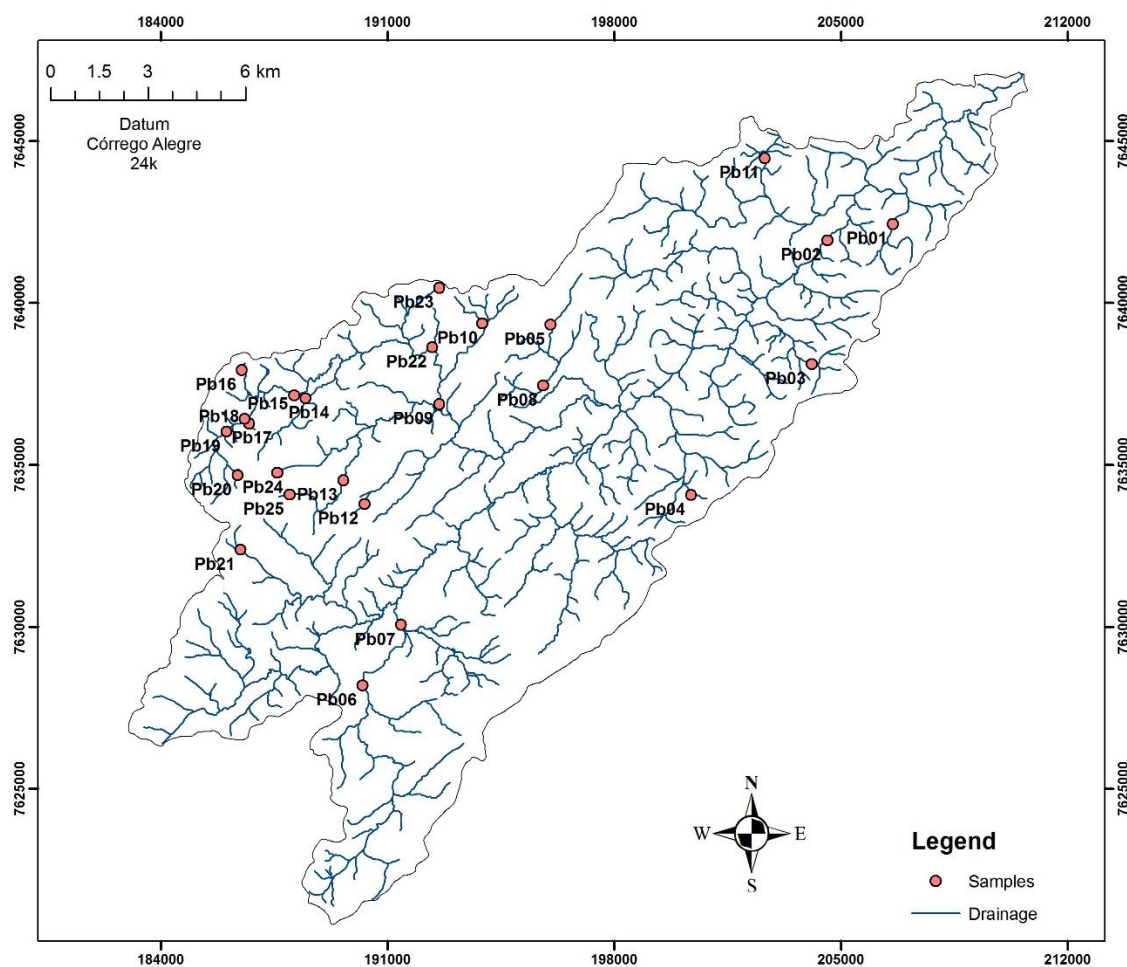 184000 191000 198000 205000 212000
0 1.5 3 6 km
Datum
Córrego Alegre
24k
7645000 7645000
Pb11
Pb01
Pb02
7640000 7640000
Pb23
Pb10
Pb05
Pb22
Pb16
Pb03
Pb15
Pb14
Pb08
Pb09
Pb18
Pb17
Pb19
7635000 7635000
Pb24
Pb13
Pb20
Pb25
Pb12
Pb04
Pb21
7630000 7630000
Pb07
Pb06
7625000 7625000
N
W E
S
Legend
Samples
Drainage
184000 191000 198000 205000 212000